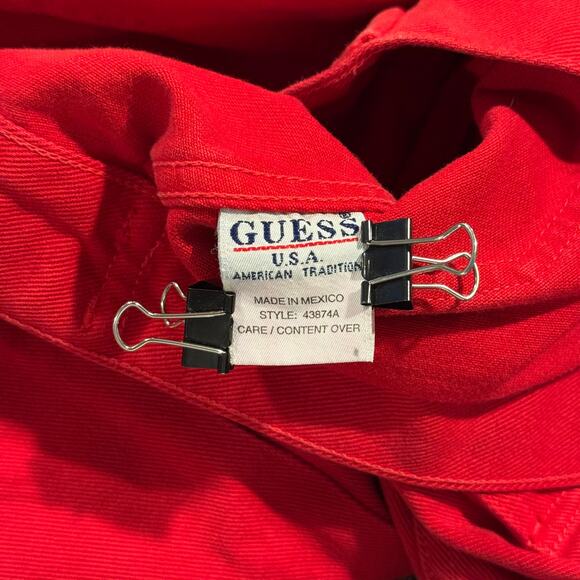 GUESS®
U.S.A.
AMERICAN TRADITION
MADE IN MEXICO
STYLE: 43874A
CARE / CONTENT OVER